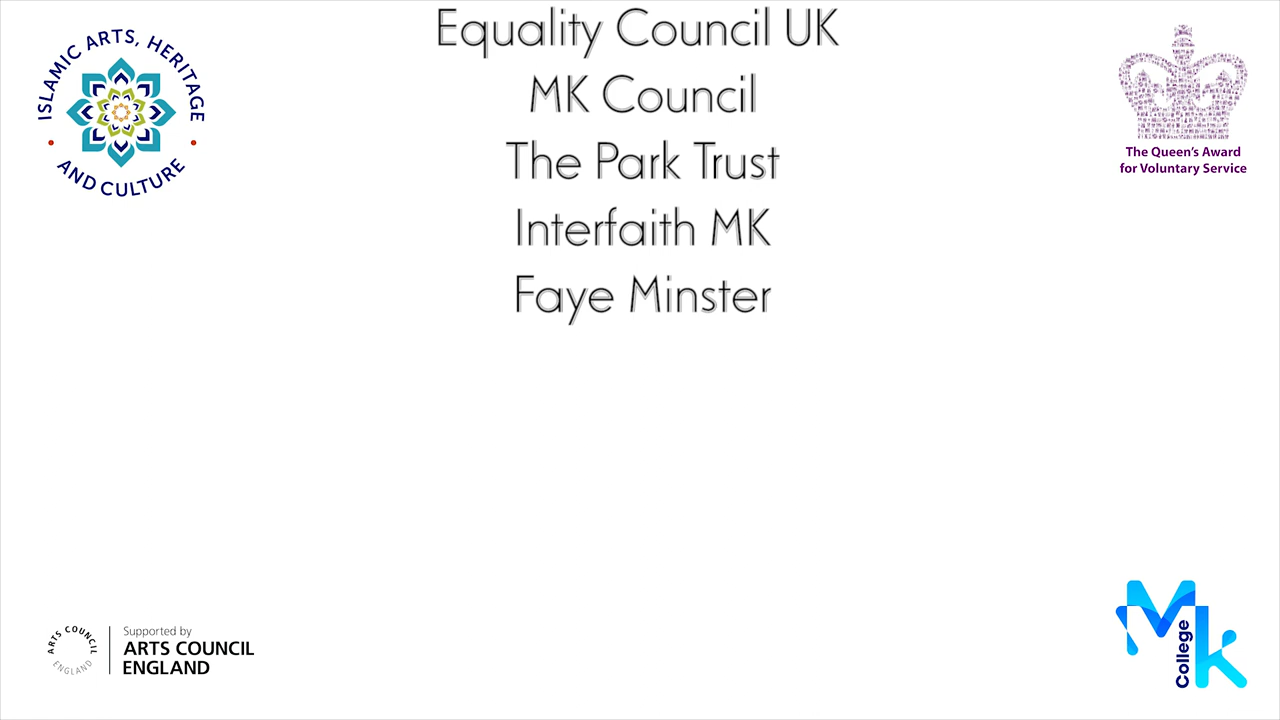 ISLAMIC ARTS, HERITAGE
AND CULTURE
Equality Council UK
MK Council
The Park Trust
Interfaith MK
Faye Minster
The Queen's Award
for Voluntary Service
ARTS COUNCIL
ENGLAND
Supported by
ARTS COUNCIL
ENGLAND
Mk
College